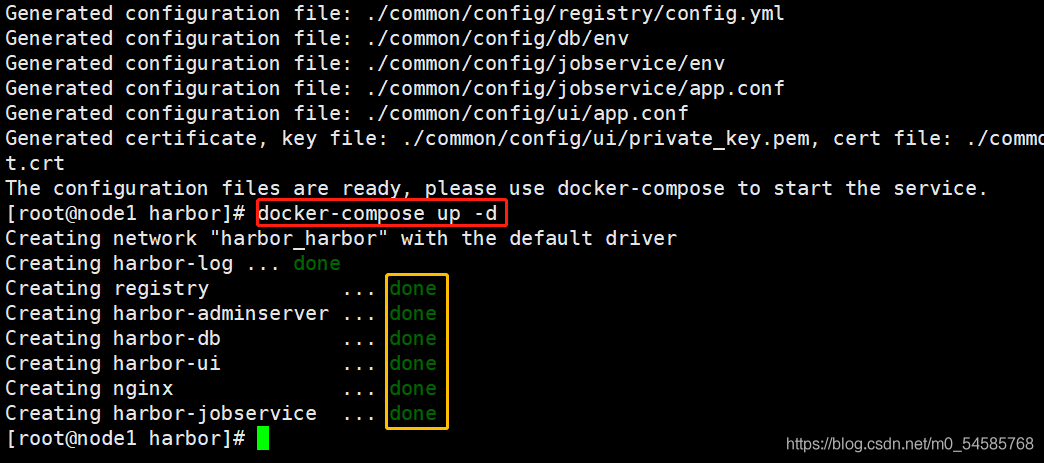 Generated configuration file: ./common/config/registry/config.yml
Generated configuration file: ./common/config/db/env
Generated configuration file: ./common/config/jobservice/env
Generated configuration file: ./common/config/jobservice/app.conf
Generated configuration file: ./common/config/ui/app.conf
Generated certificate, key file: ./common/config/ui/private_key.pem, cert file: ./commo
t.crt
The configuration files are ready, please use docker-compose to start the service.
[root@node1 harbor]# docker-compose up -d
Creating network "harbor_harbor" with the default driver
Creating harbor-log ... done
Creating registry           ... done
Creating harbor-adminserver ... done
Creating harbor-db          ... done
Creating harbor-ui          ... done
Creating nginx              ... done
Creating harbor-jobservice  ... done
[root@node1 harbor]#
https://blog.csdn.net/m0_54585768